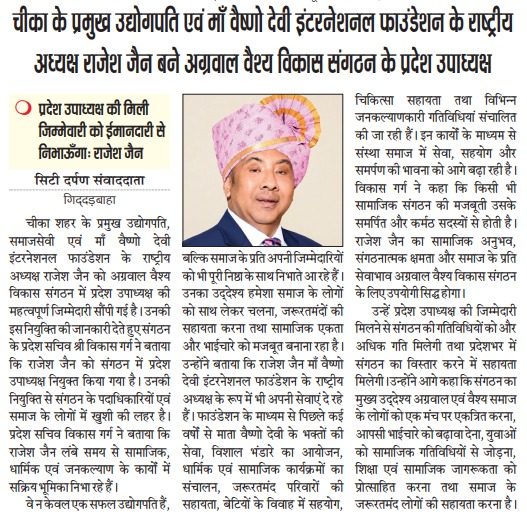 चीका के प्रमुख उद्योगपति एवं माँ वैष्णो देवी इंटरनेशनल फाउंडेशन के राष्ट्रीय
अध्यक्ष राजेश जैन बने अग्रवाल वैश्य विकास संगठन के प्रदेश उपाध्यक्ष
प्रदेश उपाध्यक्ष की मिली
जिम्मेवारी को ईमानदारी से
निभाऊँगाः राजेश जैन
सिटी दर्पण संवाददाता
गिद्दड़बाहा
चीका शहर के प्रमुख उद्योगपति,
समाजसेवी एवं माँ वैष्णो देवी
इंटरनेशनल फाउंडेशन के राष्ट्रीय
अध्यक्ष राजेश जैन को अग्रवाल वैश्य
विकास संगठन में प्रदेश उपाध्यक्ष की
महत्वपूर्ण जिम्मेदारी सौंपी गई है। उनकी
इस नियुक्ति की जानकारी देते हुए संगठन
के प्रदेश सचिव श्री विकास गर्ग ने बताया
कि राजेश जैन को संगठन में प्रदेश
उपाध्यक्ष नियुक्त किया गया है। उनकी
नियुक्ति से संगठन के पदाधिकारियों एवं
समाज के लोगों में खुशी की लहर है।
प्रदेश सचिव विकास गर्ग ने बताया कि
राजेश जैन लंबे समय से सामाजिक,
धार्मिक एवं जनकल्याण के कार्यों में
सक्रिय भूमिका निभा रहे हैं।
वे न केवल एक सफल उद्योगपति हैं,
बल्कि समाज के प्रति अपनी जिम्मेदारियों
को भी पूरी निष्ठा के साथ निभाते आ रहे हैं।
उनका उद्देश्य हमेशा समाज के लोगों
को साथ लेकर चलना, जरूरतमंदों की
सहायता करना तथा सामाजिक एकता
और भाईचारे को मजबूत बनाना रहा है।
उन्होंने बताया कि राजेश जैन माँ वैष्णो
देवी इंटरनेशनल फाउंडेशन के राष्ट्रीय
अध्यक्ष के रूप में भी अपनी सेवाएं दे रहे
हैं। फाउंडेशन के माध्यम से पिछले कई
वर्षों से माता वैष्णो देवी के भक्तों की
सेवा, विशाल भंडारे का आयोजन,
धार्मिक एवं सामाजिक कार्यक्रमों का
संचालन, जरूरतमंद परिवारों की
सहायता, बेटियों के विवाह में सहयोग,
चिकित्सा सहायता तथा विभिन्न
जनकल्याणकारी गतिविधियां संचालित
की जा रही हैं। इन कार्यों के माध्यम से
संस्था समाज में सेवा, सहयोग और
समर्पण की भावना को आगे बढ़ा रही है।
विकास गर्ग ने कहा कि किसी भी
सामाजिक संगठन की मजबूती उसके
समर्पित और कर्मठ सदस्यों से होती है।
राजेश जैन का सामाजिक अनुभव,
संगठनात्मक क्षमता और समाज के प्रति
सेवाभाव अग्रवाल वैश्य विकास संगठन
के लिए उपयोगी सिद्ध होगा।
उन्हें प्रदेश उपाध्यक्ष की जिम्मेदारी
मिलने से संगठन की गतिविधियों को और
अधिक गति मिलेगी तथा प्रदेशभर में
संगठन का विस्तार करने में सहायता
मिलेगी। उन्होंने आगे कहा कि संगठन का
मुख्य उद्देश्य अग्रवाल एवं वैश्य समाज
के लोगों को एक मंच पर एकत्रित करना,
आपसी भाईचारे को बढ़ावा देना, युवाओं
को सामाजिक गतिविधियों से जोड़ना,
शिक्षा एवं सामाजिक जागरूकता को
प्रोत्साहित करना तथा समाज के
जरूरतमंद लोगों की सहायता करना है।